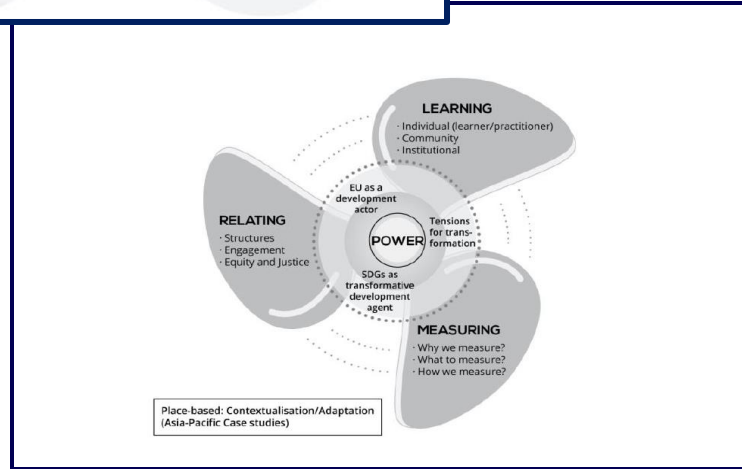 LEARNING
· Individual (learner/practitioner)
· Community
· Institutional
EU as a
development
actor
RELATING
· Structures
· Engagement
· Equity and Justice
POWER
Tensions
for trans-
formation
SDGs as
transformative
development
agent
MEASURING
· Why we measure?
· What to measure?
· How we measure?
Place-based: Contextualisation/Adaptation
(Asia-Pacific Case studies)